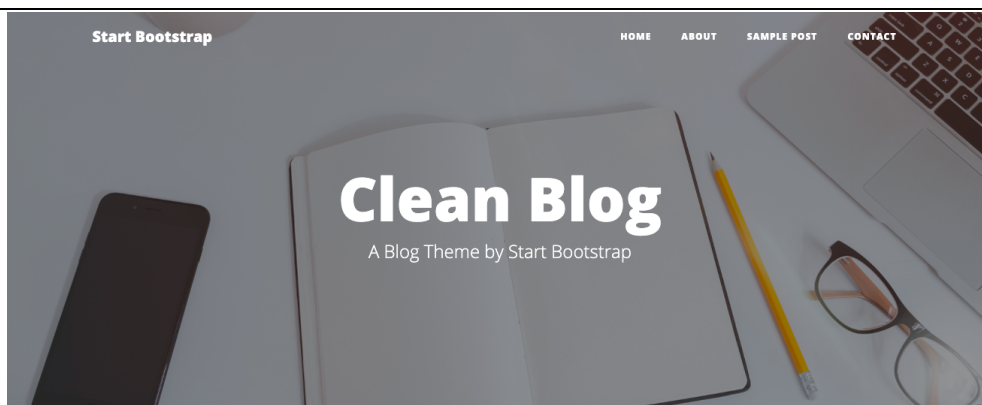 Start Bootstrap
HOME ABOUT SAMPLE POST CONTACT
Clean Blog
A Blog Theme by Start Bootstrap